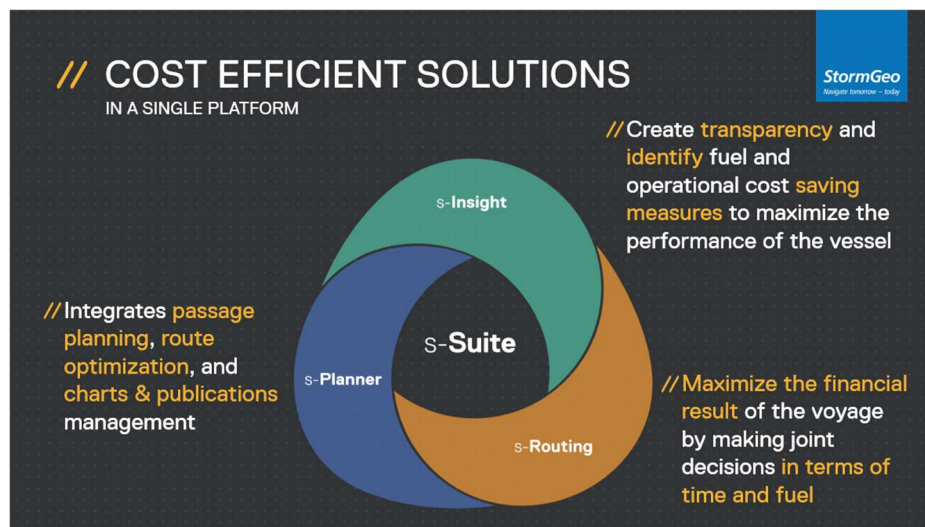 // COST EFFICIENT SOLUTIONS
IN A SINGLE PLATFORM
StormGeo
Navigate tomorrow – today
// Create transparency and
identify fuel and
operational cost saving
measures to maximize the
performance of the vessel
s-Insight
// Integrates passage
planning, route
optimization, and
charts & publications
management
s-Planner
s-Suite
s-Routing
// Maximize the financial
result of the voyage
by making joint
decisions in terms of
time and fuel